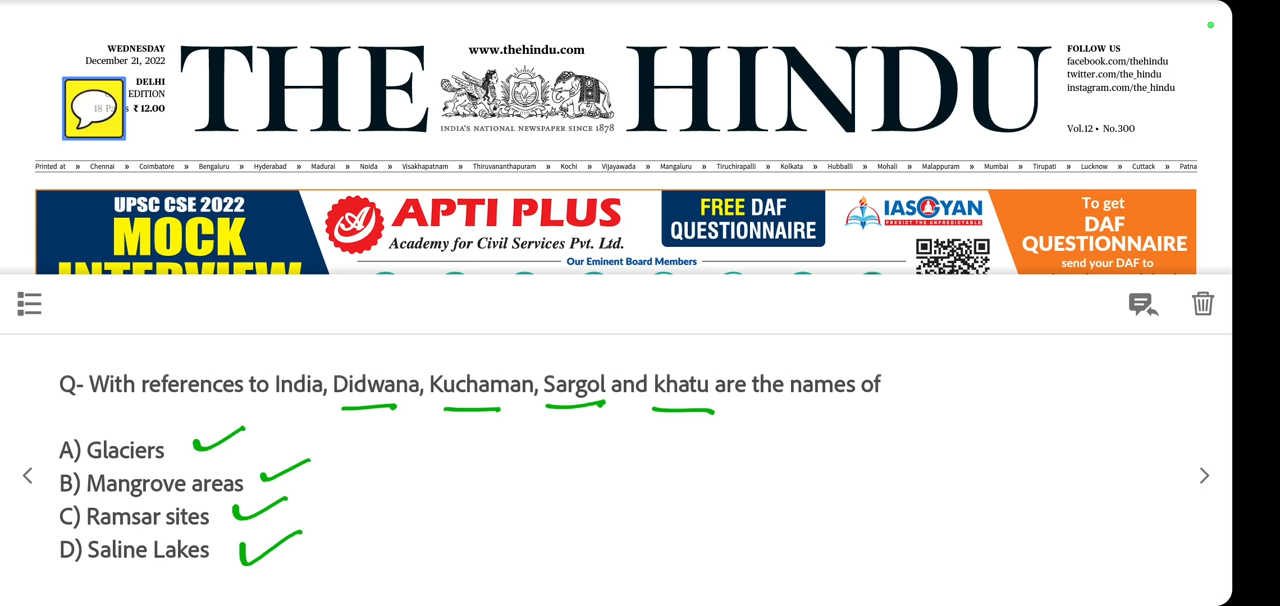 WEDNESDAY
December 21, 2022
DELHI
EDITION
₹ 12.00
THE HINDU
www.thehindu.com
INDIA'S NATIONAL NEWSPAPER SINCE 1878
FOLLOW US
facebook.com/thehindu
twitter.com/the_hindu
instagram.com/the_hindu
Vol.12 • No.300
Printed at » Chennai » Coimbatore » Bengaluru » Hyderabad » Madurai » Noida » Visakhapatnam » Thiruvananthapuram » Kochi » Vijayawada » Mangaluru » Tiruchirapalli » Kolkata » Hubballi » Mohali » Malappuram » Mumbai » Tirupati » Lucknow » Cuttack » Patna
UPSC CSE 2022
MOCK
INTERVIEW
A
APTI PLUS
Academy for Civil Services Pvt. Ltd.
Our Eminent Board Members
FREE DAF
QUESTIONNAIRE
IASGYAN
PREDICT THE UNPREDICTABLE
To get
DAF
QUESTIONNAIRE
send your DAF to
Q- With references to India, Didwana, Kuchaman, Sargol and khatu are the names of
A) Glaciers
B) Mangrove areas
C) Ramsar sites
D) Saline Lakes